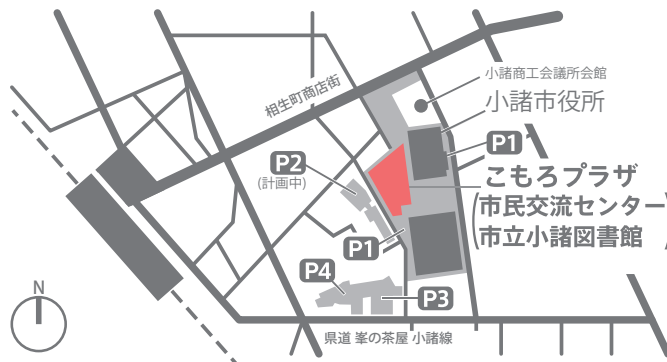 小諸商工会議所会館
小諸市役所
相生町商店街
P1
P2
(計画中)
こもろプラザ
(市民交流センター
市立小諸図書館)
P1
P4
P3
N
県道 峯の茶屋 小諸線